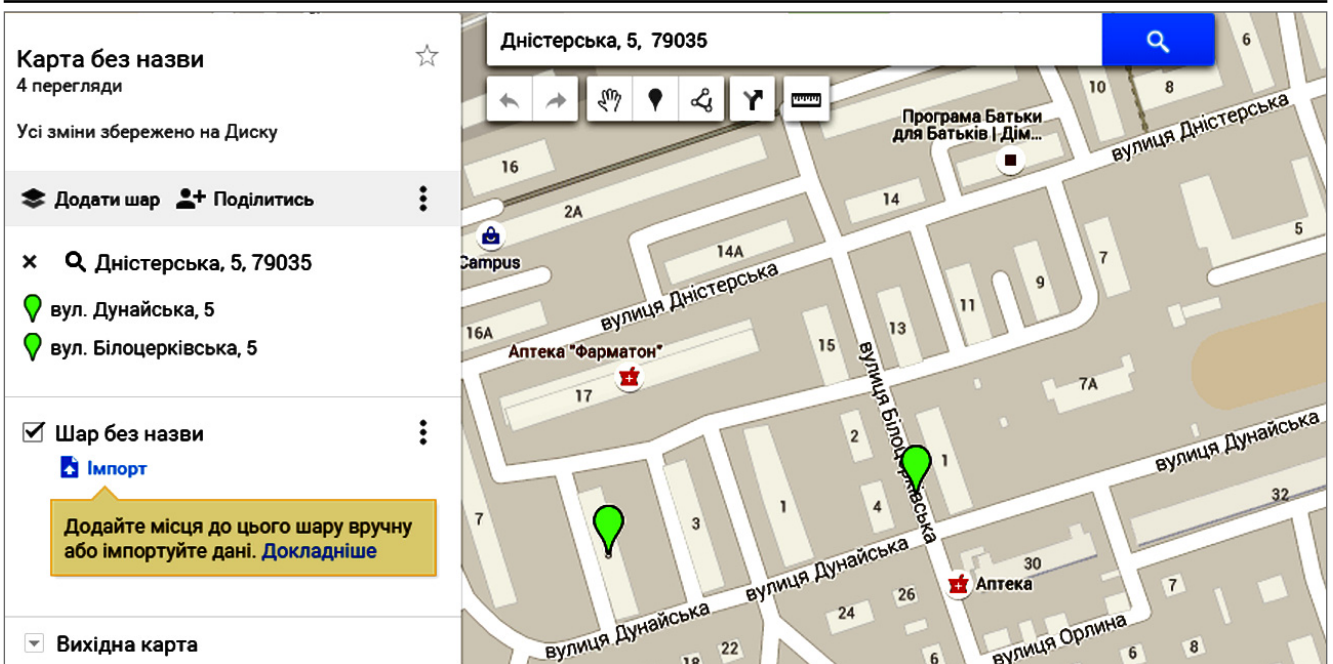 Карта без назви
4 перегляди
Усі зміни збережено на Диску
Додати шар Поділитись
Дністерська, 5, 79035
вул. Дунайська, 5
вул. Білоцерківська, 5
Шар без назви
Імпорт
Додайте місця до цього шару вручну
або імпортуйте дані. Докладніше
Вихідна карта
Дністерська, 5, 79035
6
10
8
Програма Батьки
для Батьків | Дім...
вулиця Дністерська
16
2А
14
5
Campus
14А
7
9
вулиця Дністерська
11
16А
13
15
Аптека "Фарматон"
17
7А
вулиця Білоцерківська
2
1
вулиця Дунайська
32
7
3
1
4
вулиця Дунайська
30
Аптека
7
26
24
вулиця Дунайська
вулиця Орлина
22
18
6
6
8